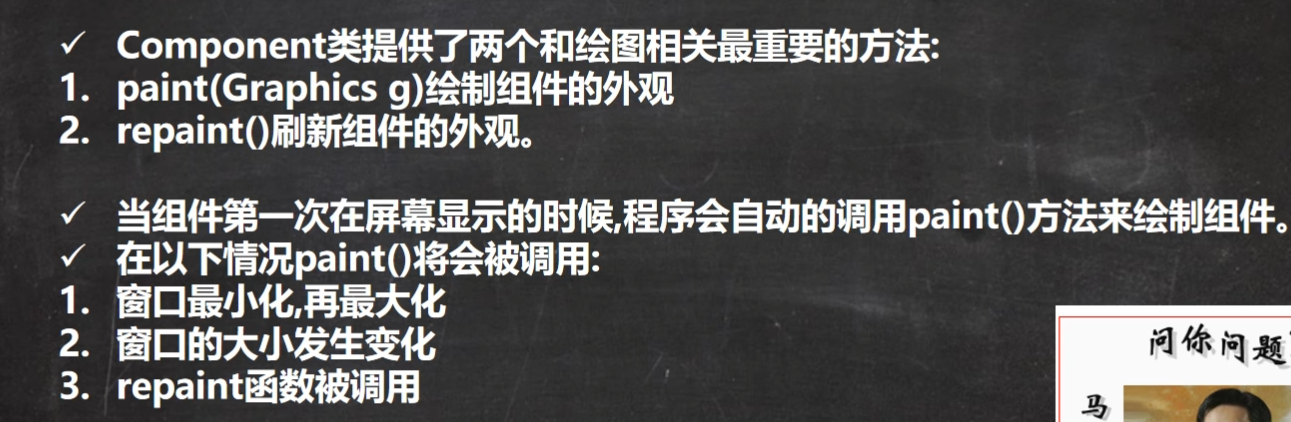 ✓ Component类提供了两个和绘图相关最重要的方法:
1. paint(Graphics g)绘制组件的外观
2. repaint()刷新组件的外观。
✓ 当组件第一次在屏幕显示的时候,程序会自动的调用paint()方法来绘制组件。
✓ 在以下情况paint()将会被调用:
1. 窗口最小化,再最大化
2. 窗口的大小发生变化
3. repaint函数被调用
问你问题
马